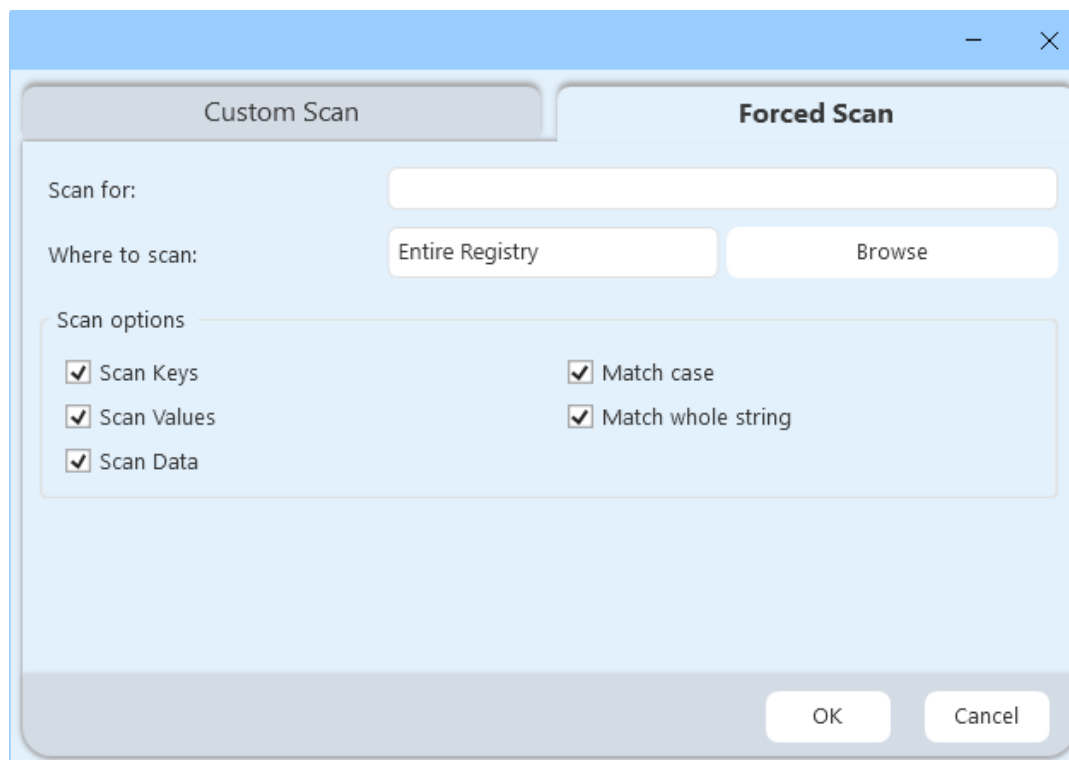 Custom Scan
Forced Scan
Scan for:
Where to scan: Entire Registry Browse
Scan options
Scan Keys Match case
Scan Values Match whole string
Scan Data
OK Cancel